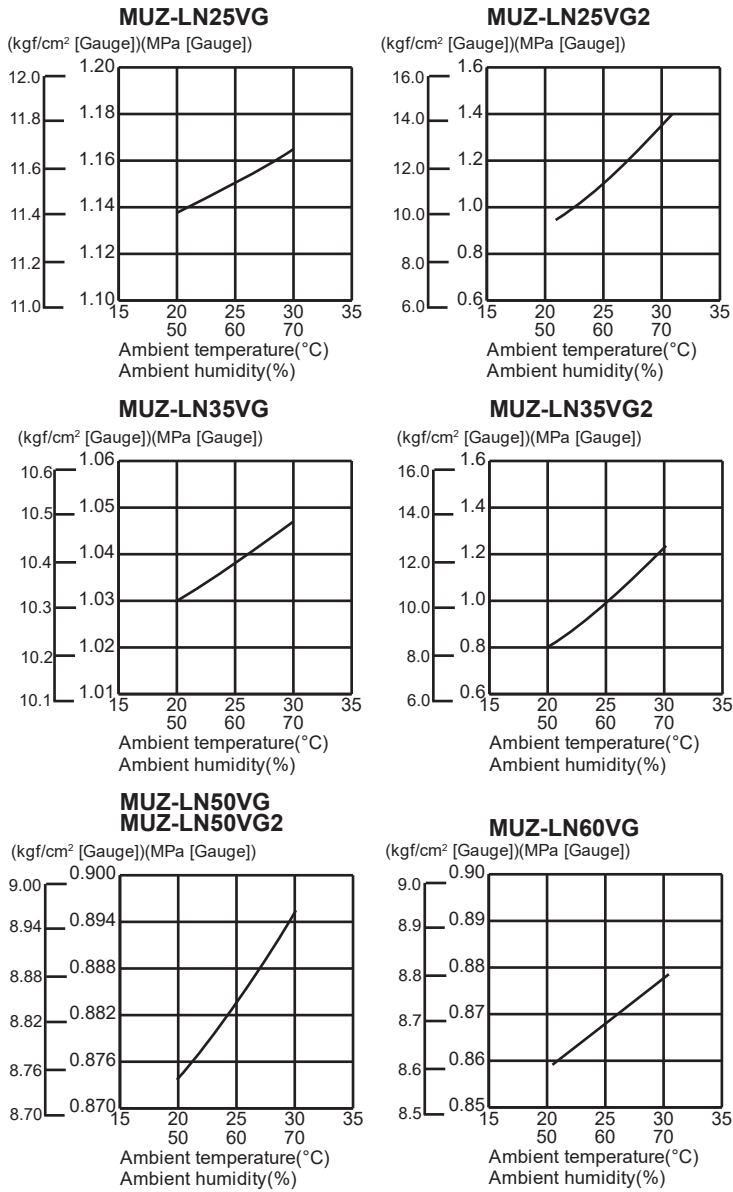 MUZ-LN25VG
(kgf/cm² [Gauge])(MPa [Gauge])
12.0
11.8
11.6
11.4
11.2
11.0
1.20
1.18
1.16
1.14
1.12
1.10
15 20 25 30 35
50 60 70
Ambient temperature(°C)
Ambient humidity(%)
MUZ-LN25VG2
(kgf/cm² [Gauge])(MPa [Gauge])
16.0
14.0
12.0
10.0
8.0
6.0
1.6
1.4
1.2
1.0
0.8
0.6
15 20 25 30 35
50 60 70
Ambient temperature(°C)
Ambient humidity(%)
MUZ-LN35VG
(kgf/cm² [Gauge])(MPa [Gauge])
10.6
10.5
10.4
10.3
10.2
10.1
1.06
1.05
1.04
1.03
1.02
1.01
15 20 25 30 35
50 60 70
Ambient temperature(°C)
Ambient humidity(%)
MUZ-LN35VG2
(kgf/cm² [Gauge])(MPa [Gauge])
16.0
14.0
12.0
10.0
8.0
6.0
1.6
1.4
1.2
1.0
0.8
0.6
15 20 25 30 35
50 60 70
Ambient temperature(°C)
Ambient humidity(%)
MUZ-LN50VG
MUZ-LN50VG2
(kgf/cm² [Gauge])(MPa [Gauge])
9.00
8.94
8.88
8.82
8.76
8.70
0.900
0.894
0.888
0.882
0.876
0.870
15 20 25 30 35
50 60 70
Ambient temperature(°C)
Ambient humidity(%)
MUZ-LN60VG
(kgf/cm² [Gauge])(MPa [Gauge])
9.0
8.9
8.8
8.7
8.6
8.5
0.90
0.89
0.88
0.87
0.86
0.85
15 20 25 30 35
50 60 70
Ambient temperature(°C)
Ambient humidity(%)